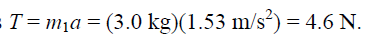 T = m₁a = (3.0 kg)(1.53 m/s²) = 4.6 N.